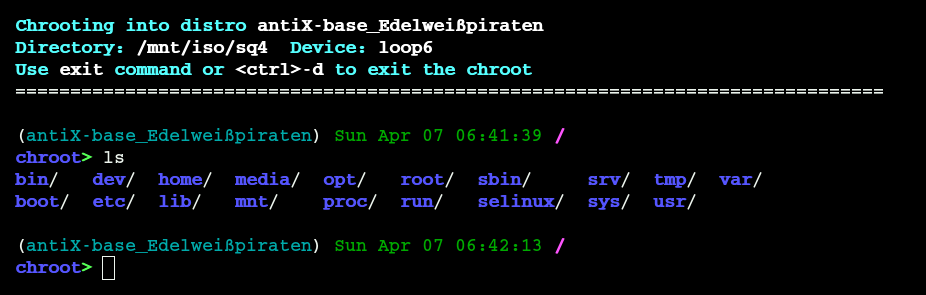 Chrooting into distro antiX-base_Edelweißpiraten
Directory: /mnt/iso/sq4  Device: loop6
Use exit command or <ctrl>-d to exit the chroot
===============================================================================
(antiX-base_Edelweißpiraten) Sun Apr 07 06:41:39 /
chroot> ls
bin/   dev/  home/  media/  opt/   root/  sbin/     srv/  tmp/  var/
boot/  etc/  lib/   mnt/    proc/  run/   selinux/  sys/  usr/
(antiX-base_Edelweißpiraten) Sun Apr 07 06:42:13 /
chroot>